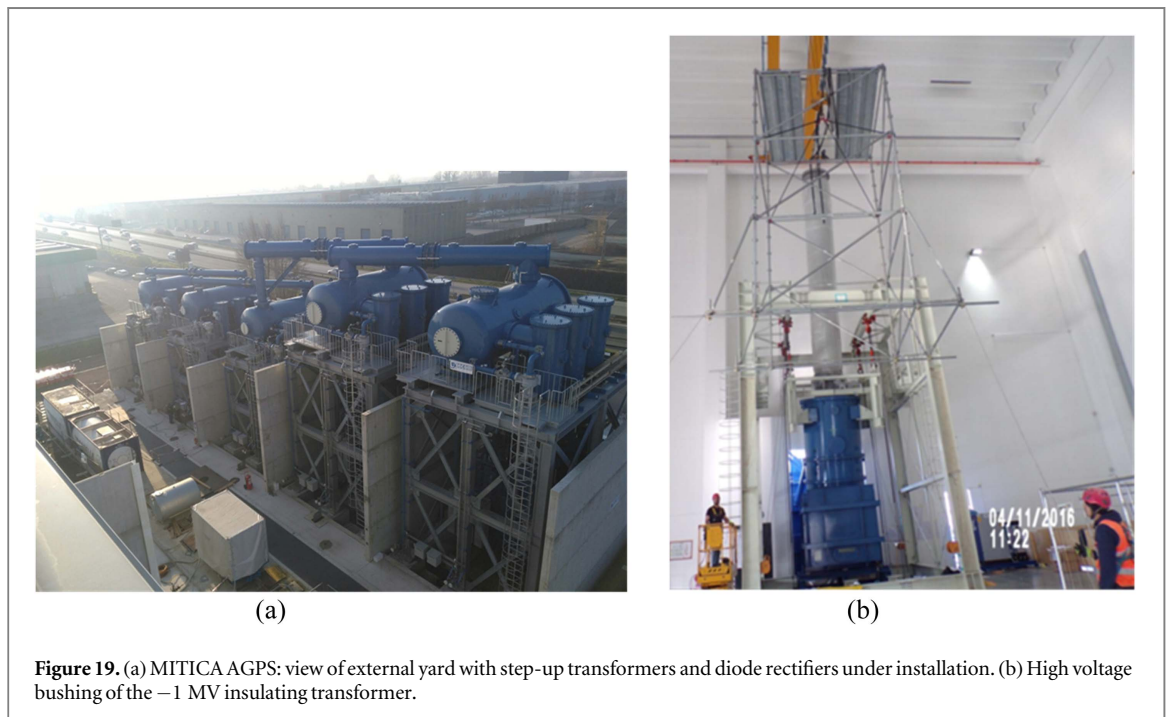 04/11/2016
11:22
(a)
(b)
Figure 19. (a) MITICA AGPS: view of external yard with step-up transformers and diode rectifiers under installation. (b) High voltage
bushing of the −1 MV insulating transformer.